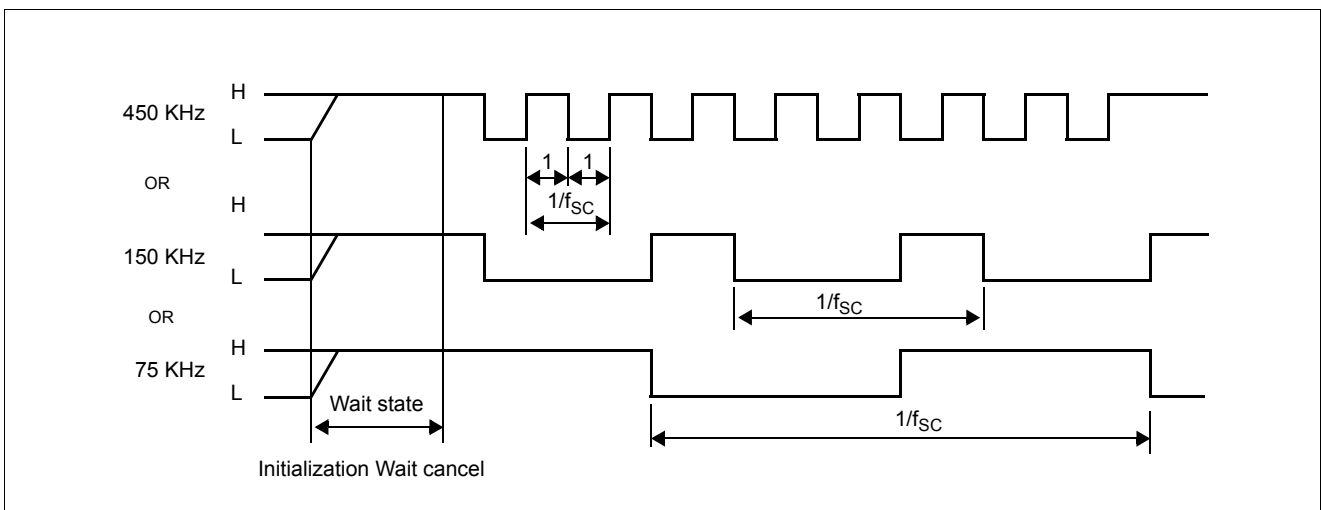 H
450 KHz
L
1 1
OR
1/fSC
H
150 KHz
L
1/fSC
OR
H
75 KHz
L
Wait state
1/fSC
Initialization Wait cancel